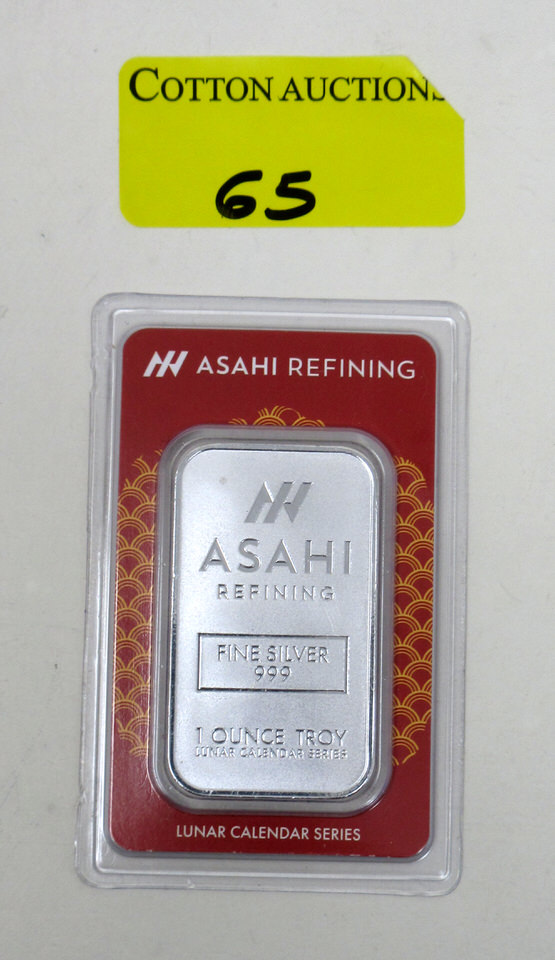 COTTON AUCTIONS
65
ASAHI REFINING
ASAHI
REFINING
FINE SILVER
999
1 OUNCE TROY
LUNAR CALENDAR SERIES
LUNAR CALENDAR SERIES